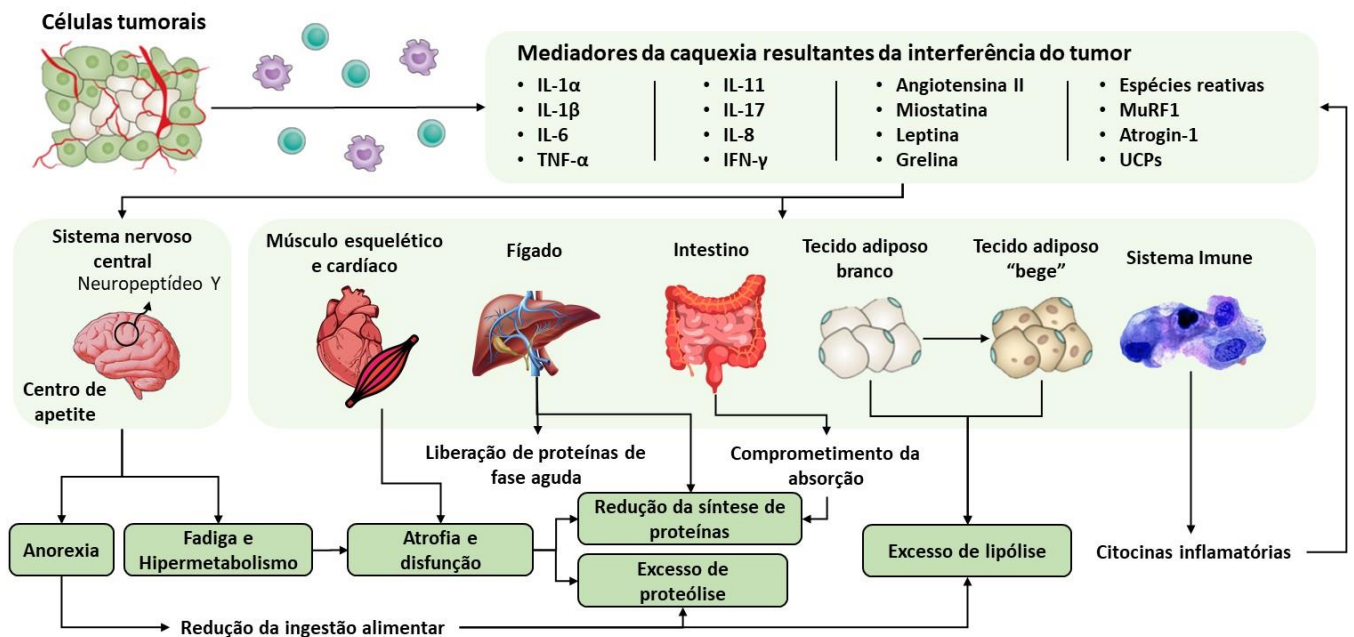 Células tumorais
Mediadores da caquexia resultantes da interferência do tumor
• IL-1α
• IL-1β
• IL-6
• TNF-α
• IL-11
• IL-17
• IL-8
• IFN-γ
• Angiotensina II
• Miostatina
• Leptina
• Grelina
• Espécies reativas
• MuRF1
• Atrogin-1
• UCPs
Sistema nervoso
central
Neuropeptídeo Y
Centro de
apetite
Músculo esquelético
e cardíaco
Fígado
Intestino
Tecido adiposo
branco
Tecido adiposo
“bege”
Sistema Imune
Liberação de proteínas de
fase aguda
Comprometimento da
absorção
Anorexia
Fadiga e
Hipermetabolismo
Atrofia e
disfunção
Redução da síntese de
proteínas
Excesso de
proteólise
Excesso de lipólise
Citocinas inflamatórias
Redução da ingestão alimentar